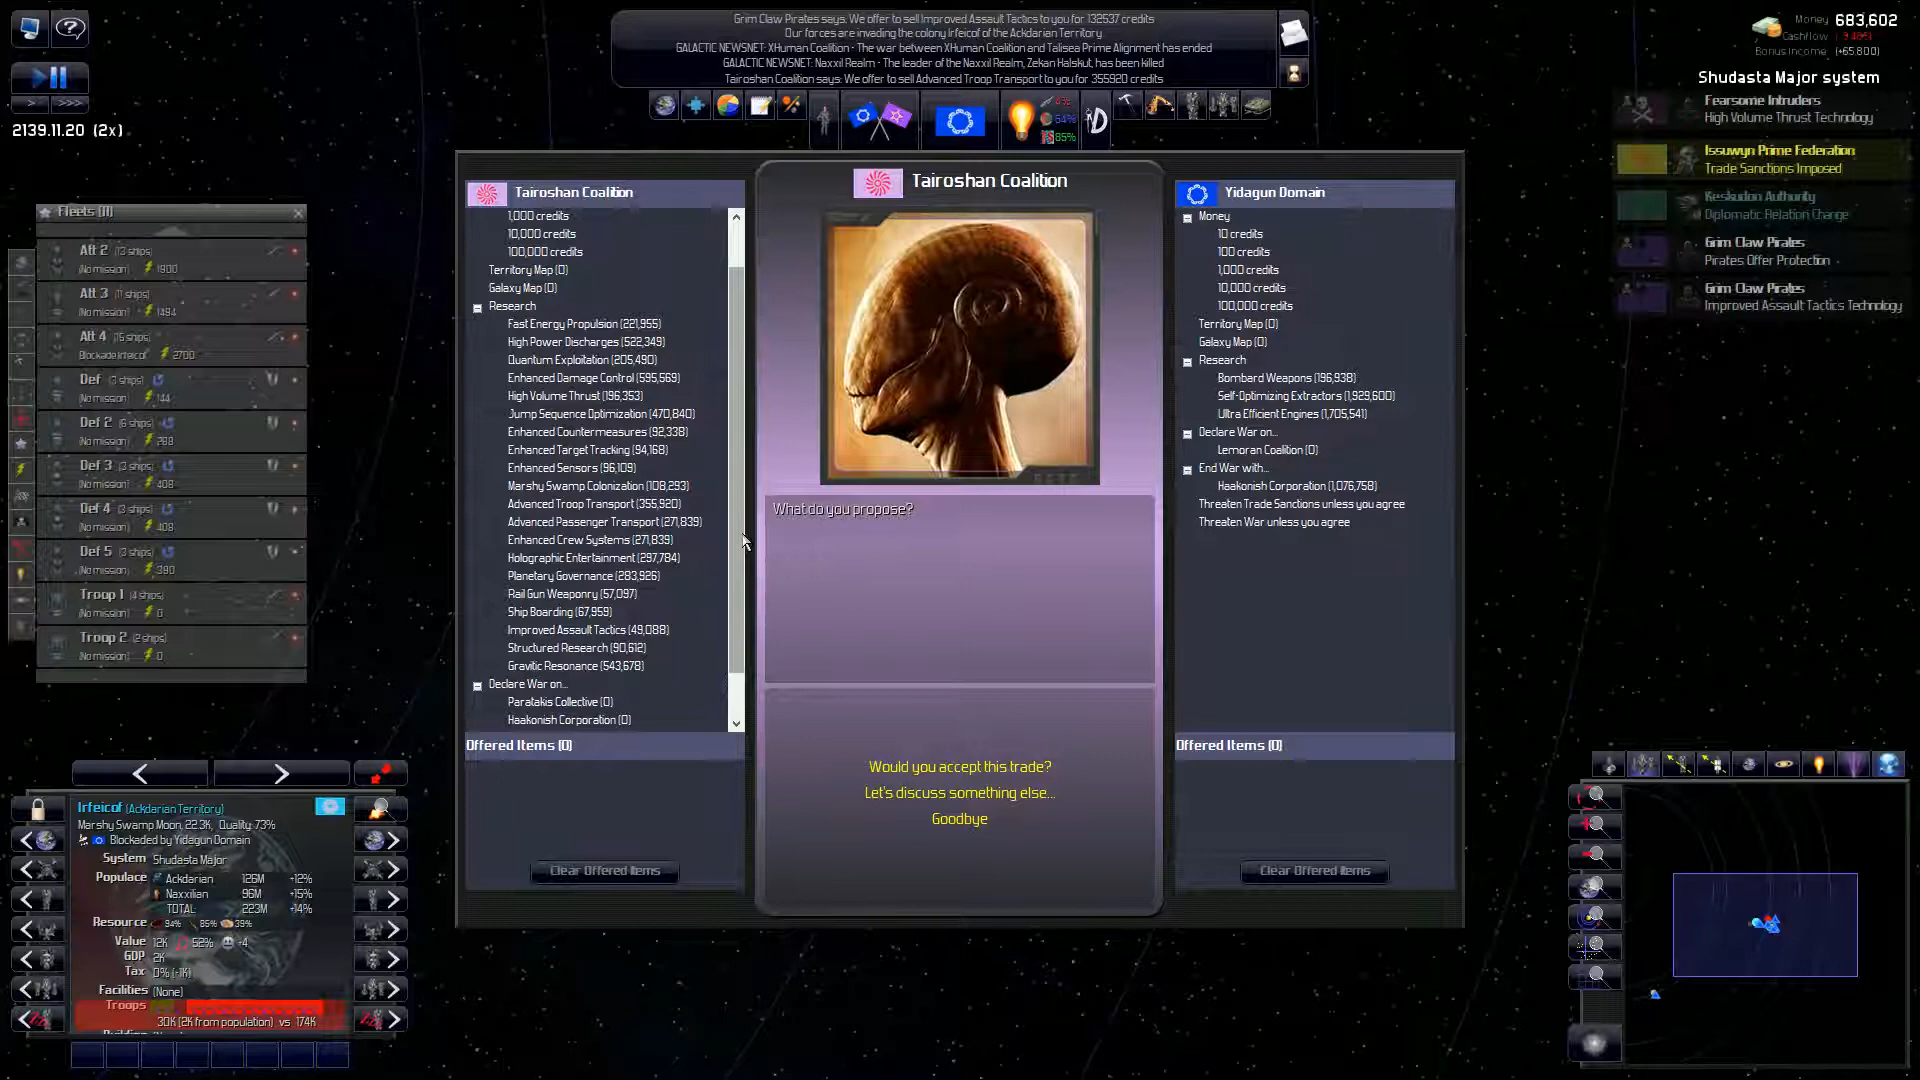 Grim Claw Pirates says: We offer to sell Improved Assault Tactics to you for 132537 credits
Our forces are invading the colony Irfeicof of the Ackdarian Territory
GALACTIC NEWSNET: XHuman Coalition - The war between XHuman Coalition and Talisea Prime Alignment has ended
GALACTIC NEWSNET: Naxxil Realm - The leader of the Naxxil Realm, Zekan Halskut, has been killed
Tairoshan Coalition says: We offer to sell Advanced Troop Transport to you for 355920 credits
Money 683,602
Cashflow
Bonus Income (+65,800)
Shudasta Major system
Fearsome Intruders
High Volume Thrust Technology
Issuwyn Prime Federation
Trade Sanctions Imposed
Keskudon Authority
Diplomatic Relation Change
Grim Claw Pirates
Pirates Offer Protection
Grim Claw Pirates
Improved Assault Tactics Technology
2139.11.20 (2x)
64%
85%
Fleets (11)
Att 2 (13 ships)
(No mission) 1900
Att 3 (11 ships)
(No mission) 1494
Att 4 (15 ships)
Blockade Irfeicof 2700
Def (3 ships)
(No mission) 144
Def 2 (6 ships)
(No mission) 288
Def 3 (3 ships)
(No mission) 408
Def 4 (3 ships)
(No mission) 408
Def 5 (3 ships)
(No mission) 390
Troop 1 (4 ships)
(No mission) 0
Troop 2 (2 ships)
(No mission) 0
Tairoshan Coalition
1,000 credits
10,000 credits
100,000 credits
Territory Map (0)
Galaxy Map (0)
Research
Fast Energy Propulsion (221,955)
High Power Discharges (522,349)
Quantum Exploitation (205,490)
Enhanced Damage Control (595,569)
High Volume Thrust (196,353)
Jump Sequence Optimization (470,840)
Enhanced Countermeasures (92,338)
Enhanced Target Tracking (94,168)
Enhanced Sensors (96,109)
Marshy Swamp Colonization (108,293)
Advanced Troop Transport (355,920)
Advanced Passenger Transport (271,839)
Enhanced Crew Systems (271,839)
Holographic Entertainment (297,784)
Planetary Governance (283,926)
Rail Gun Weaponry (57,097)
Ship Boarding (67,959)
Improved Assault Tactics (49,088)
Structured Research (90,612)
Gravitic Resonance (543,678)
Declare War on...
Paratakis Collective (0)
Haakonish Corporation (0)
Offered Items (0)
Clear Offered Items
Tairoshan Coalition
What do you propose?
Would you accept this trade?
Let's discuss something else...
Goodbye
Yidagun Domain
Money
10 credits
100 credits
1,000 credits
10,000 credits
100,000 credits
Territory Map (0)
Galaxy Map (0)
Research
Bombard Weapons (196,938)
Self-Optimizing Extractors (1,929,600)
Ultra Efficient Engines (1,705,541)
Declare War on...
Lemoran Coalition (0)
End War with...
Haakonish Corporation (1,076,758)
Threaten Trade Sanctions unless you agree
Threaten War unless you agree
Offered Items (0)
Clear Offered Items
Irfeicof (Ackdarian Territory)
Marshy Swamp Moon, 22.3K, Quality: 73%
Blockaded by Yidagun Domain
System Shudasta Major
Populace Ackdarian 126M +12%
Naxxilian 96M +15%
TOTAL: 223M +14%
Resource 94% 85% 39%
Value 12K 52% +4
GDP 2K
Tax 0% (-1K)
Facilities (None)
Troops
30K (2K from population) vs 174K